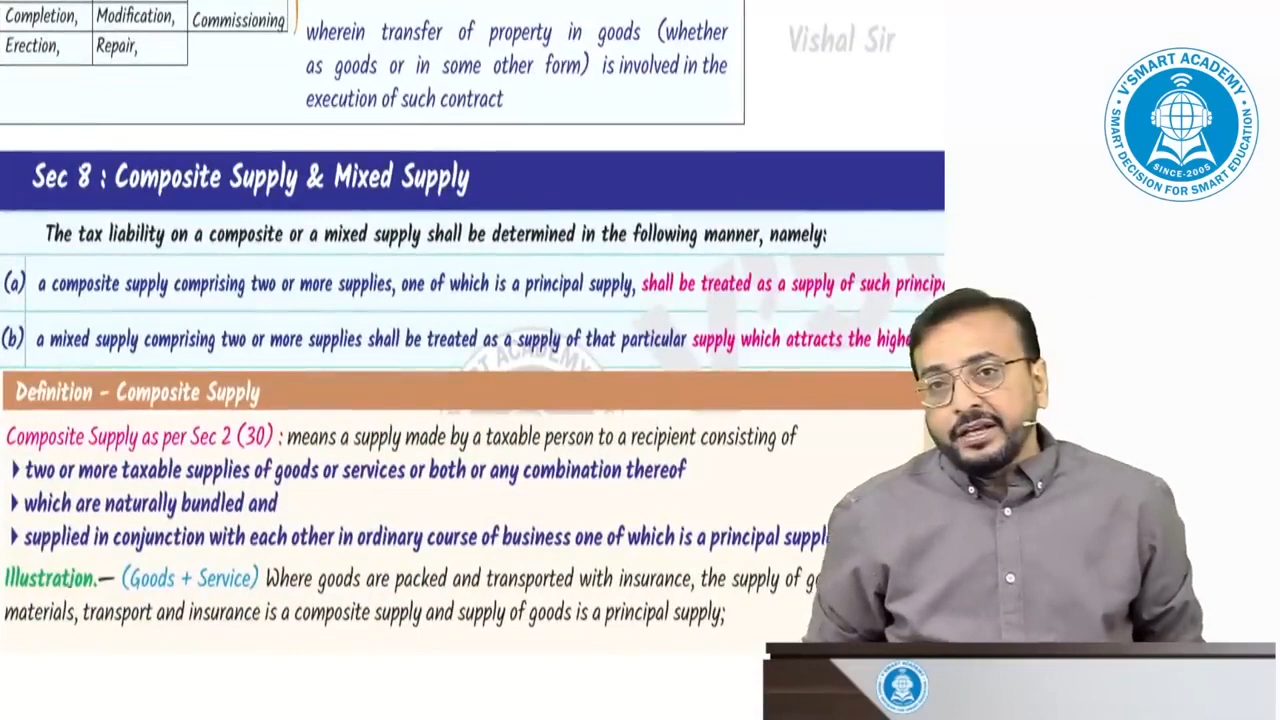 Completion,
Modification,
Commissioning
Erection,
Repair,
wherein transfer of property in goods (whether
as goods or in some other form) is involved in the
execution of such contract
Vishal Sir
V'SMART ACADEMY
SMART DECISION FOR SMART EDUCATION
SINCE-2005
Sec 8 : Composite Supply & Mixed Supply
The tax liability on a composite or a mixed supply shall be determined in the following manner, namely:
(a) a composite supply comprising two or more supplies, one of which is a principal supply, shall be treated as a supply of such
(b) a mixed supply comprising two or more supplies shall be treated as a supply of that particular supply which attracts the
Definition - Composite Supply
Composite Supply as per Sec 2 (30) : means a supply made by a taxable person to a recipient consisting of
two or more taxable supplies of goods or services or both or any combination thereof
which are naturally bundled and
supplied in conjunction with each other in ordinary course of business one of which is a principal
Illustration.— (Goods + Service) Where goods are packed and transported with insurance, the supply of
materials, transport and insurance is a composite supply and supply of goods is a principal supply;